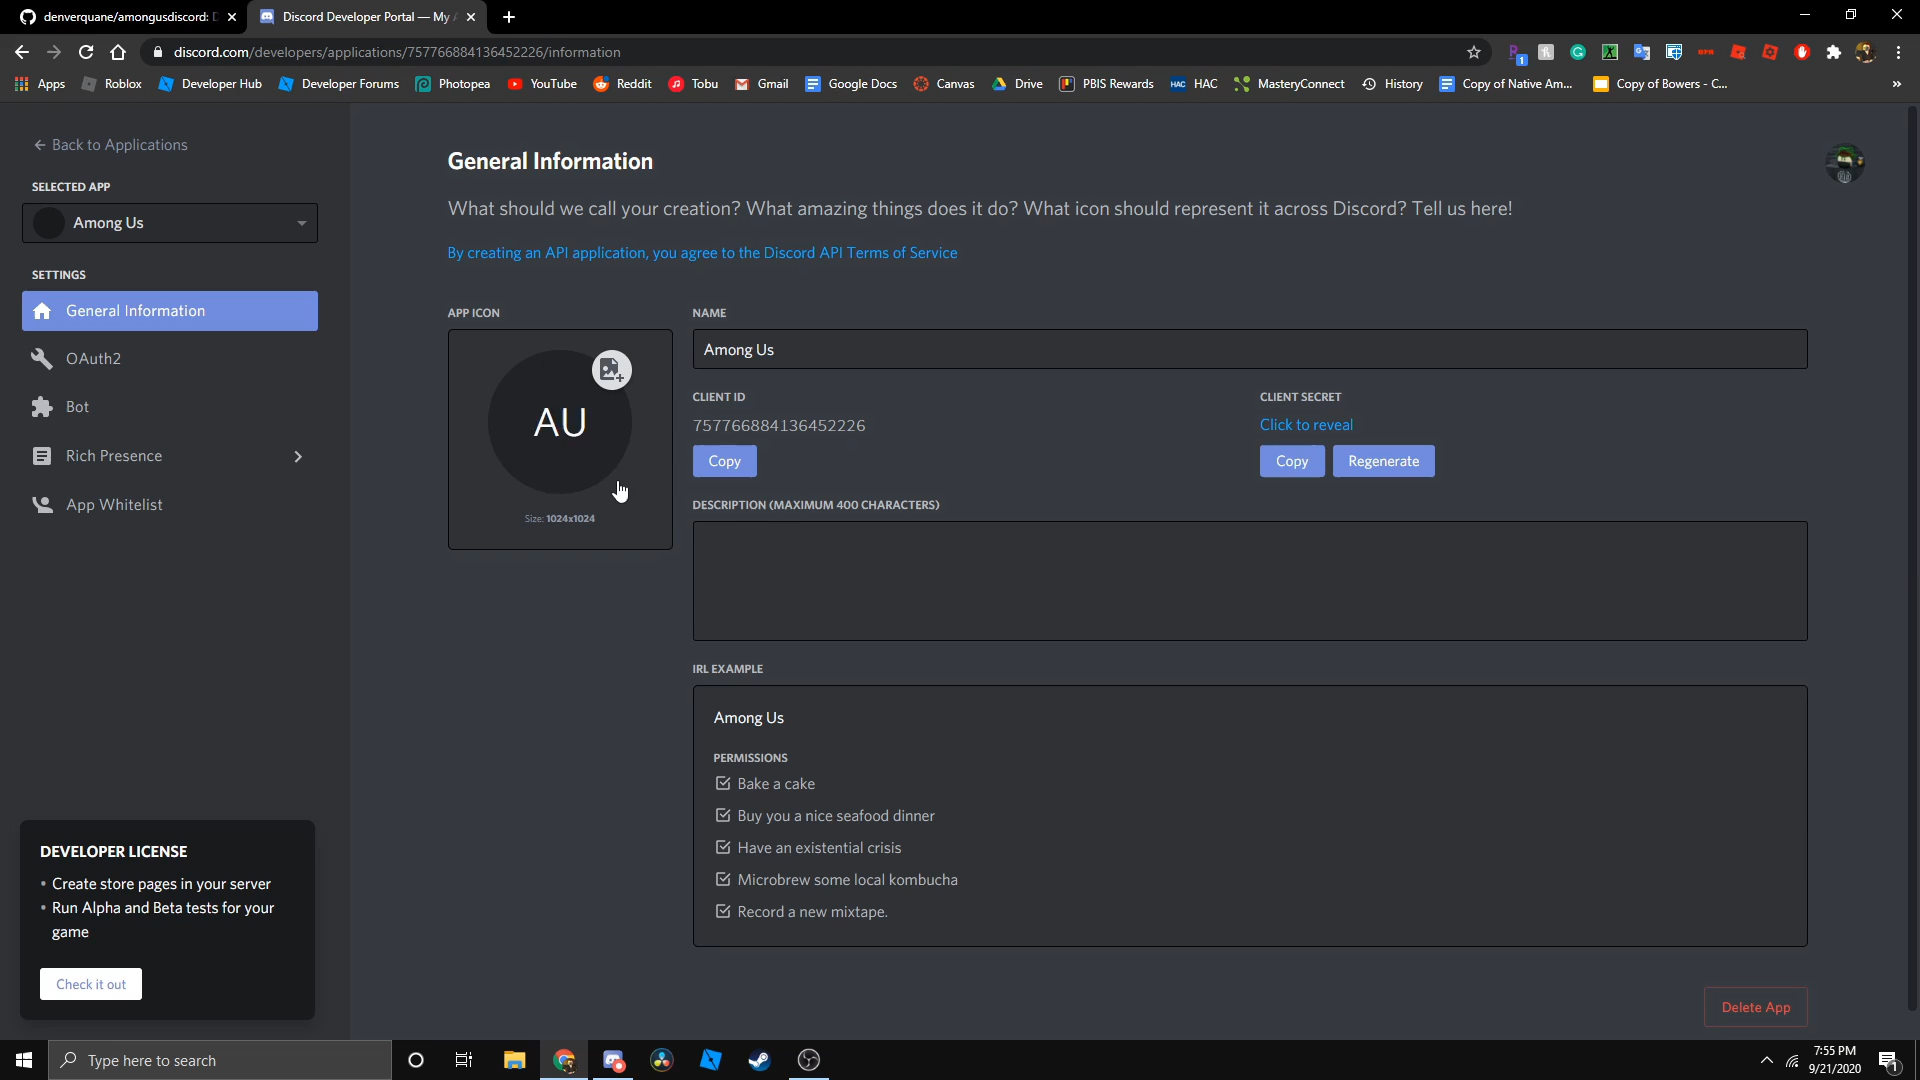 denverquane/amongusdiscord:
Discord Developer Portal — My
discord.com/developers/applications/757766884136452226/information
1
Apps
Roblox
Developer Hub
Developer Forums
Photopea
YouTube
Reddit
Tobu
Gmail
Google Docs
Canvas
Drive
PBIS Rewards
HAC HAC
MasteryConnect
History
Copy of Native Am...
Copy of Bowers - C...
»
← Back to Applications
SELECTED APP
Among Us
SETTINGS
General Information
OAuth2
Bot
Rich Presence
App Whitelist
DEVELOPER LICENSE
• Create store pages in your server
• Run Alpha and Beta tests for your
game
Check it out
General Information
What should we call your creation? What amazing things does it do? What icon should represent it across Discord? Tell us here!
By creating an API application, you agree to the Discord API Terms of Service
APP ICON
AU
Size: 1024x1024
NAME
Among Us
CLIENT ID
757766884136452226
Copy
CLIENT SECRET
Click to reveal
Copy
Regenerate
DESCRIPTION (MAXIMUM 400 CHARACTERS)
IRL EXAMPLE
Among Us
PERMISSIONS
Bake a cake
Buy you a nice seafood dinner
Have an existential crisis
Microbrew some local kombucha
Record a new mixtape.
Delete App
Type here to search
7:55 PM
9/21/2020
1